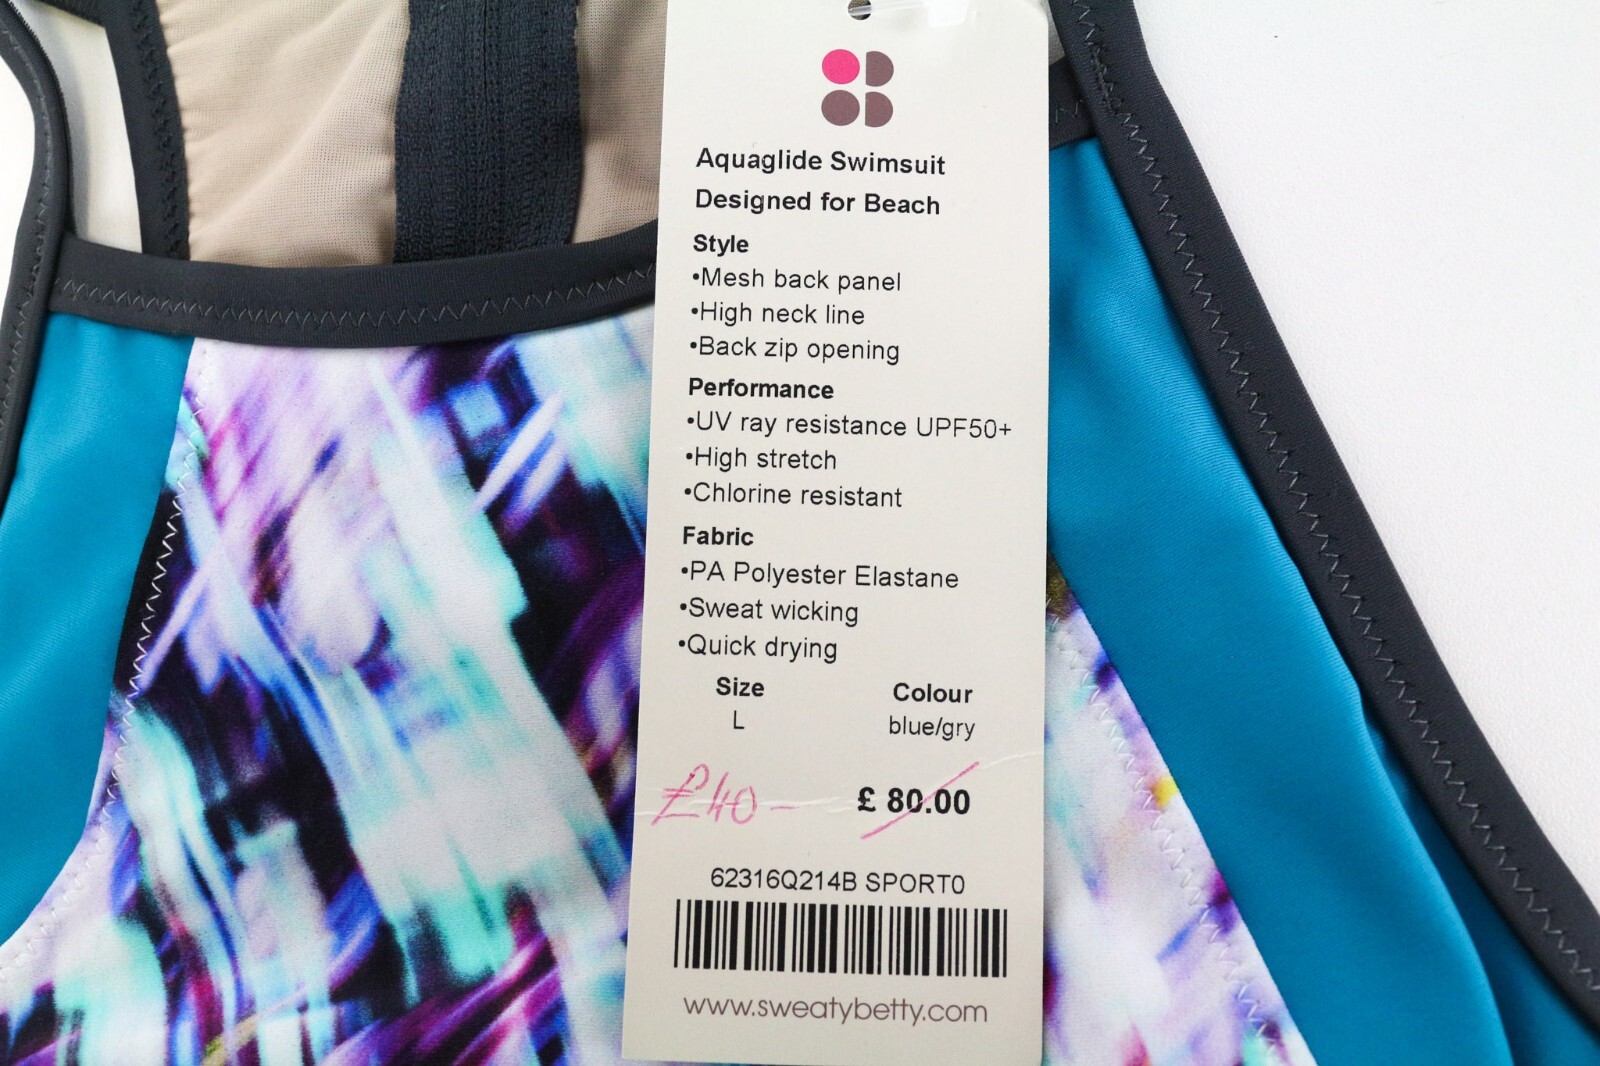 Aquaglide Swimsuit
Designed for Beach
Style
•Mesh back panel
•High neck line
•Back zip opening
Performance
•UV ray resistance UPF50+
•High stretch
•Chlorine resistant
Fabric
•PA Polyester Elastane
•Sweat wicking
•Quick drying
Size Colour
L blue/gry
£40 - £ 80.00
62316Q214B SPORT0
www.sweatybetty.com